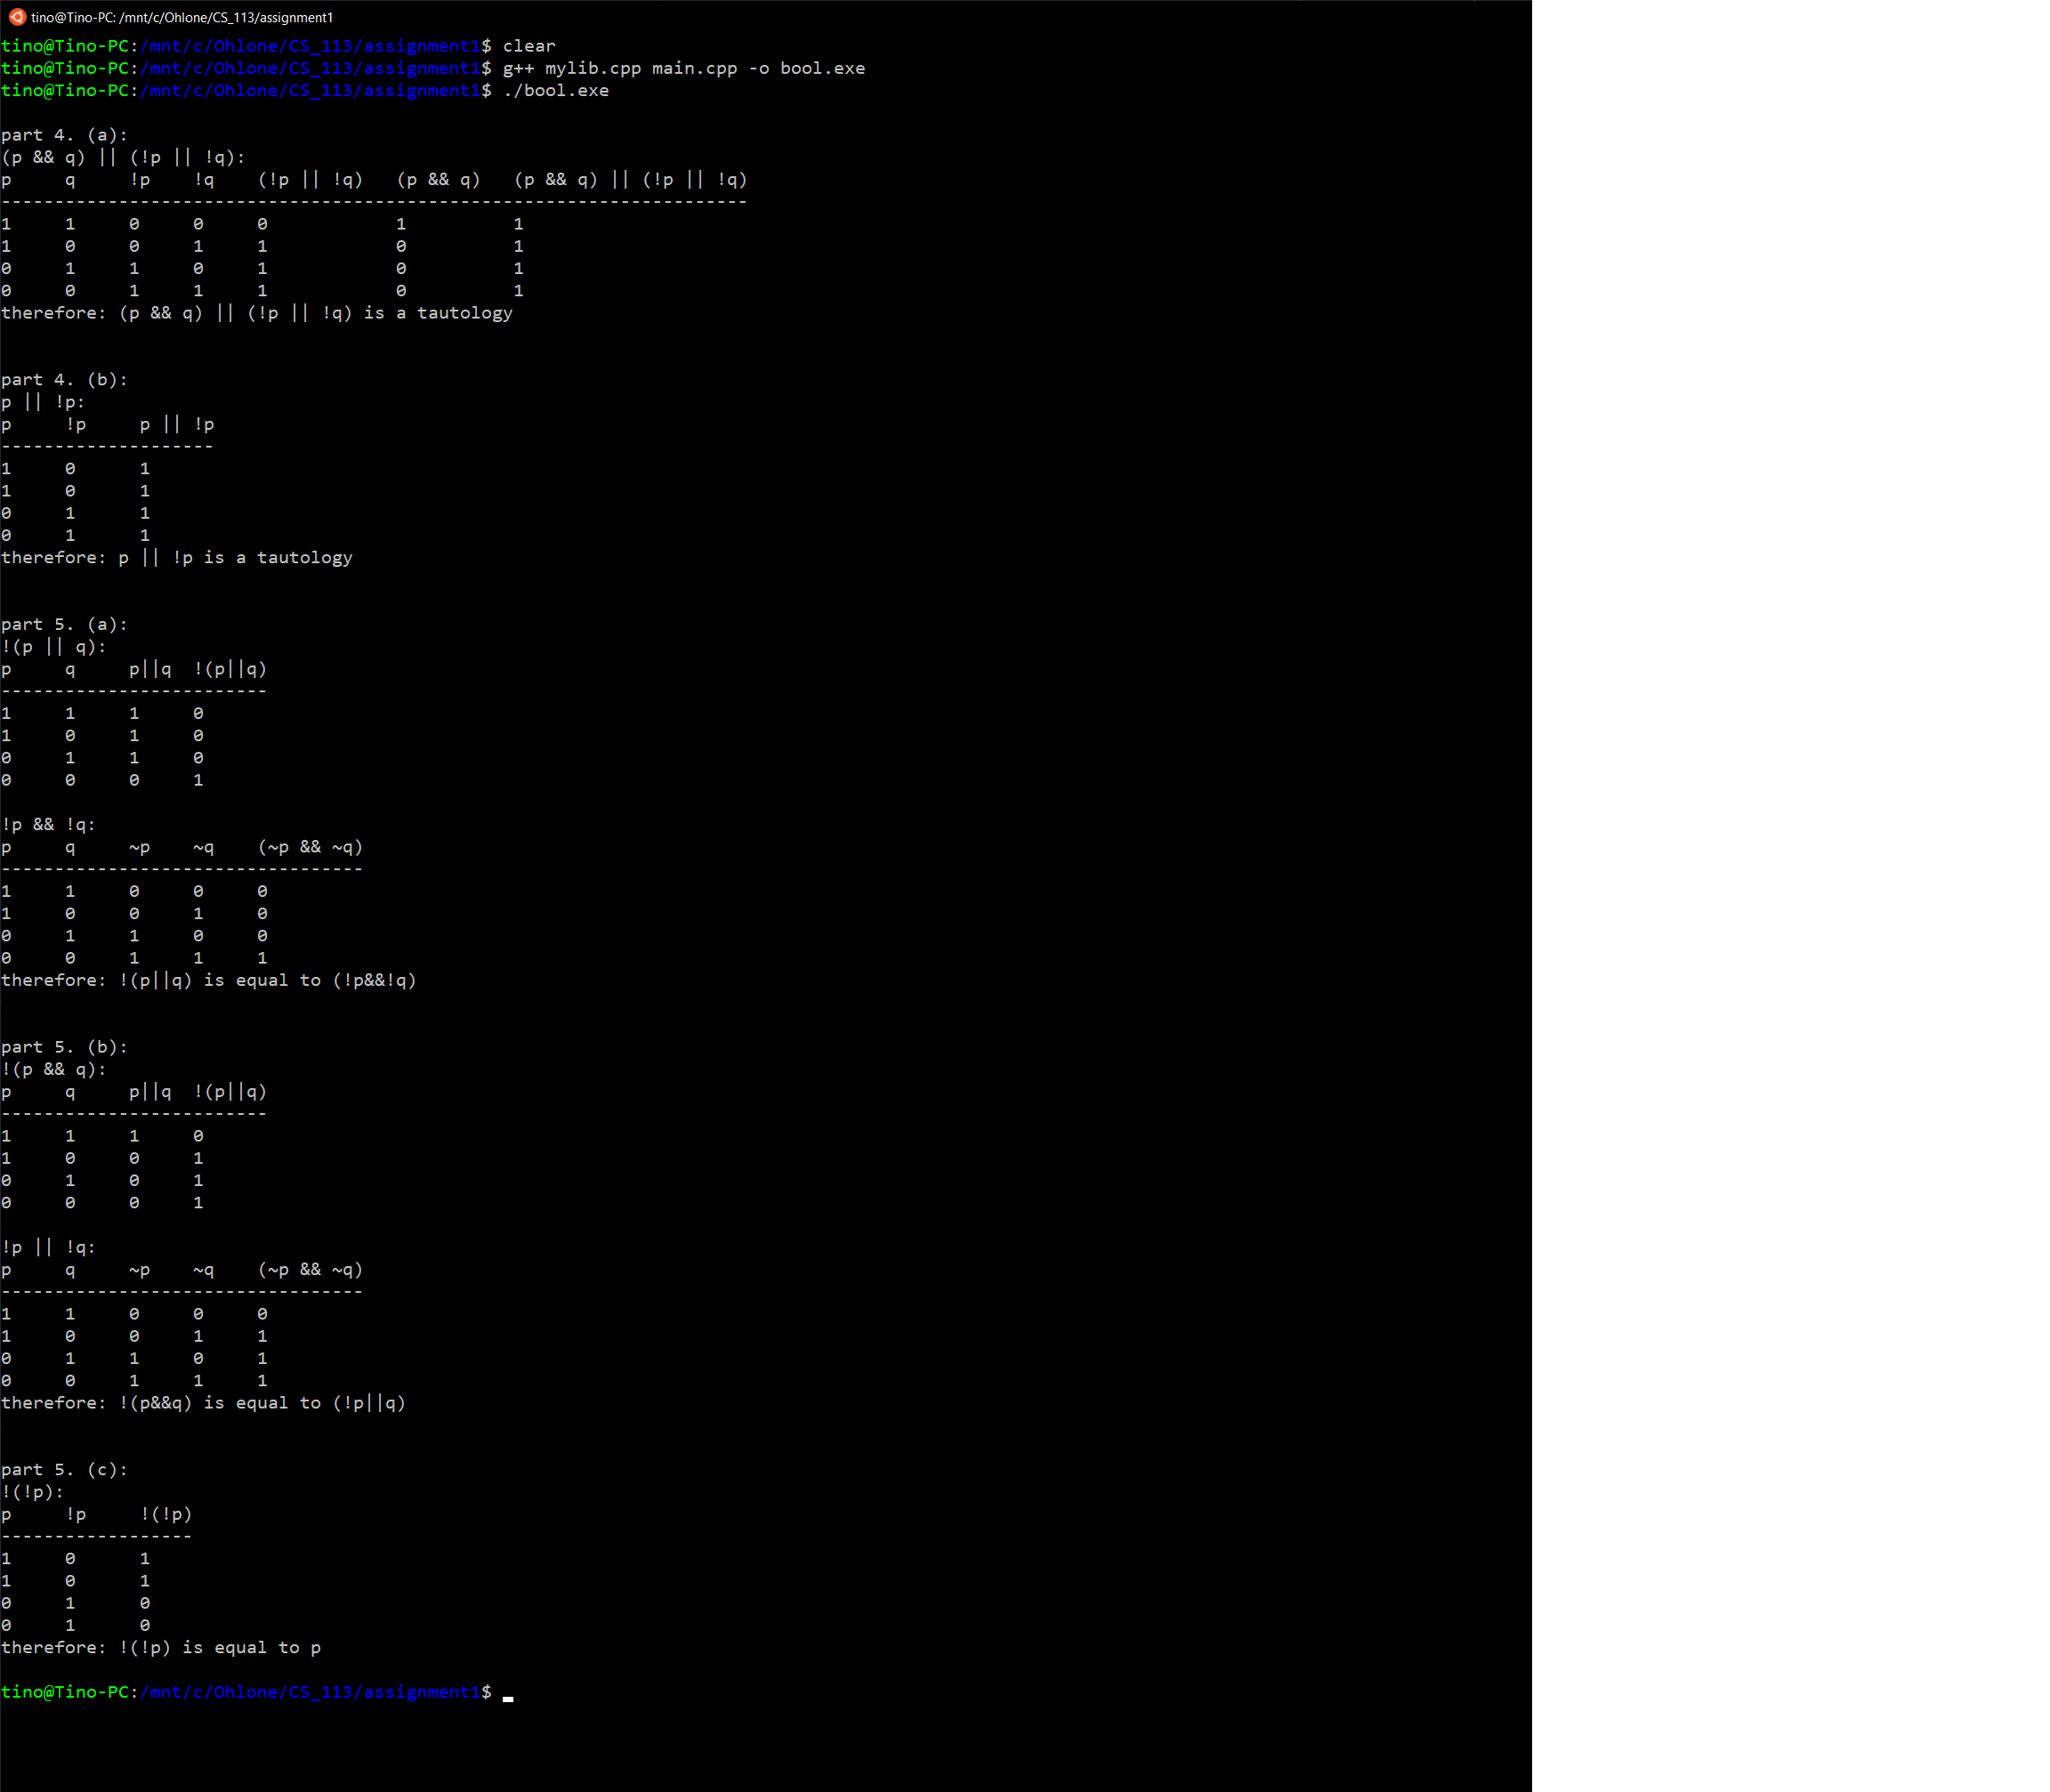 tino@Tino-PC: /mnt/c/Ohlone/CS_113/assignment1
tino@Tino-PC:/mnt/c/Ohlone/CS_113/assignment1$ clear
tino@Tino-PC:/mnt/c/Ohlone/CS_113/assignment1$ g++ mylib.cpp main.cpp -o bool.exe
tino@Tino-PC:/mnt/c/Ohlone/CS_113/assignment1$ ./bool.exe

part 4. (a):
(p && q) || (!p || !q):
p     q     !p    !q    (!p || !q)   (p && q)   (p && q) || (!p || !q)
----------------------------------------------------------------------
1     1     0     0     0            1          1
1     0     0     1     1            0          1
0     1     1     0     1            0          1
0     0     1     1     1            0          1
therefore: (p && q) || (!p || !q) is a tautology

part 4. (b):
p || !p:
p     !p     p || !p
--------------------
1     0      1
1     0      1
0     1      1
0     1      1
therefore: p || !p is a tautology

part 5. (a):
!(p || q):
p     q     p||q  !(p||q)
-------------------------
1     1     1     0
1     0     1     0
0     1     1     0
0     0     0     1

!p && !q:
p     q     ~p    ~q    (~p && ~q)
----------------------------------
1     1     0     0     0
1     0     0     1     0
0     1     1     0     0
0     0     1     1     1
therefore: !(p||q) is equal to (!p&&!q)

part 5. (b):
!(p && q):
p     q     p||q  !(p||q)
-------------------------
1     1     1     0
1     0     0     1
0     1     0     1
0     0     0     1

!p || !q:
p     q     ~p    ~q    (~p && ~q)
----------------------------------
1     1     0     0     0
1     0     0     1     1
0     1     1     0     1
0     0     1     1     1
therefore: !(p&&q) is equal to (!p||q)

part 5. (c):
!(!p):
p     !p     !(!p)
------------------
1     0      1
1     0      1
0     1      0
0     1      0
therefore: !(!p) is equal to p

tino@Tino-PC:/mnt/c/Ohlone/CS_113/assignment1$